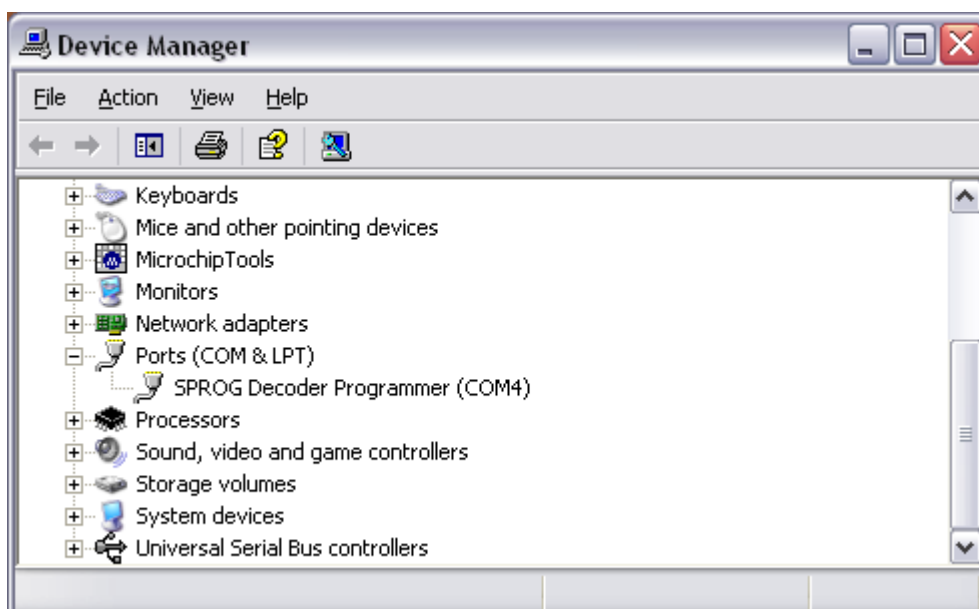 Device Manager
File Action View Help
Keyboards
Mice and other pointing devices
MicrochipTools
Monitors
Network adapters
Ports (COM & LPT)
SPROG Decoder Programmer (COM4)
Processors
Sound, video and game controllers
Storage volumes
System devices
Universal Serial Bus controllers